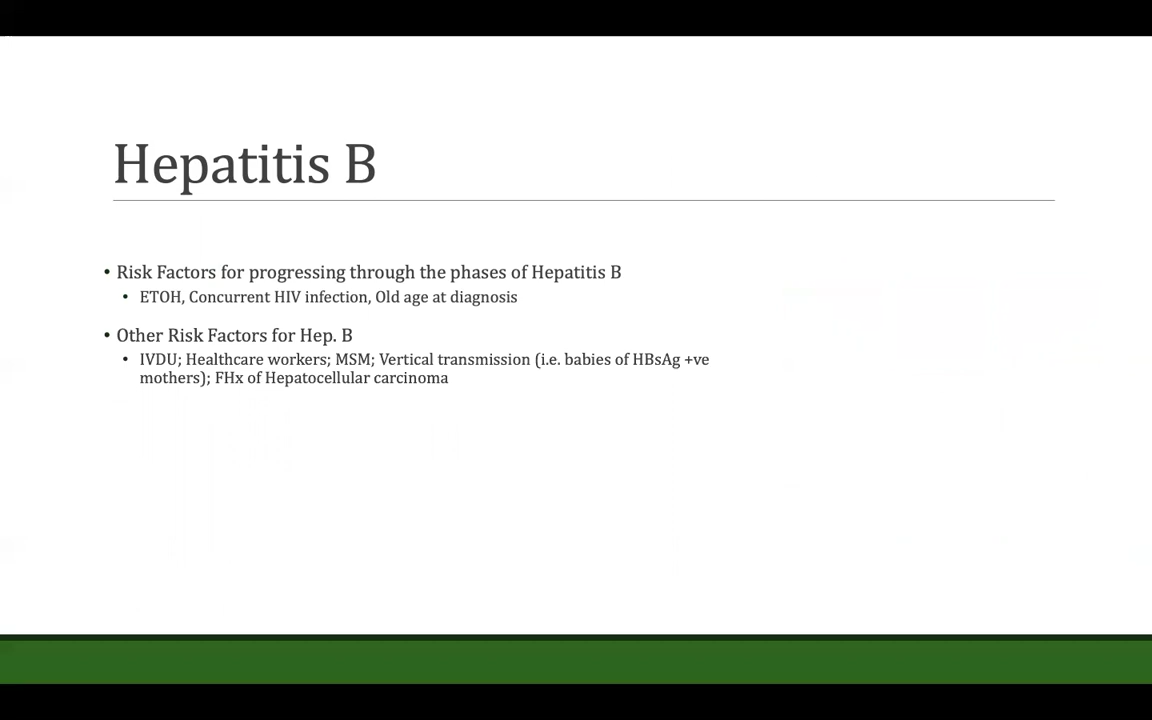 Hepatitis B
• Risk Factors for progressing through the phases of Hepatitis B
• ETOH, Concurrent HIV infection, Old age at diagnosis
• Other Risk Factors for Hep. B
• IVDU; Healthcare workers; MSM; Vertical transmission (i.e. babies of HBsAg +ve
mothers); FHx of Hepatocellular carcinoma